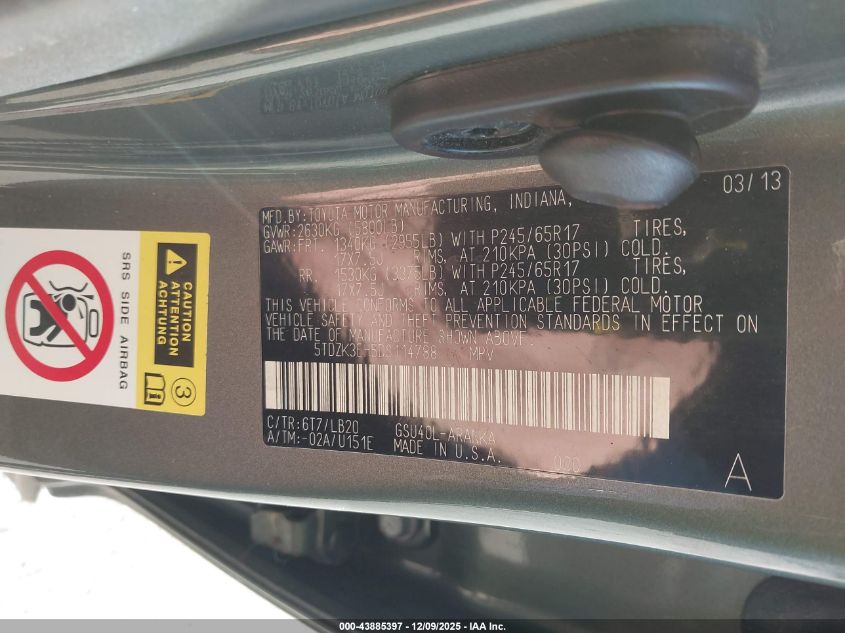 03/13
MFD.BY:TOYOTA MOTOR MANUFACTURING, INDIANA,
GVWR:2630KG (5800LB)
GAWR:FRT. 1340KG (2955LB) WITH P245/65R17 TIRES,
17X7.5J RIMS, AT 210KPA (30PSI) COLD.
RR. 1530KG (3375LB) WITH P245/65R17 TIRES,
17X7.5J RIMS, AT 210KPA (30PSI) COLD.
THIS VEHICLE CONFORMS TO ALL APPLICABLE FEDERAL MOTOR
VEHICLE SAFETY AND THEFT PREVENTION STANDARDS IN EFFECT ON
THE DATE OF MANUFACTURE SHOWN ABOVE.
MPV
C/TR:6T7/LB20
A/TM:-02A/U151E MADE IN U.S.A.
A
CAUTION
ATTENTION
ACHTUNG
3
SRS SIDE AIRBAG
000-43885397 - 12/09/2025 - IAA Inc.